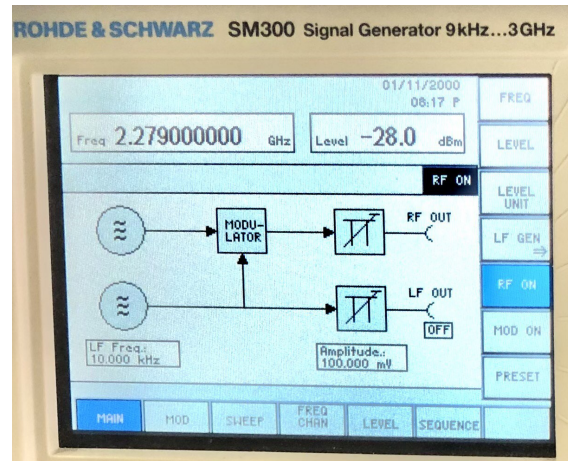 ROHDE & SCHWARZ SM300 Signal Generator 9kHz...3GHz
01/11/2000
08:17 P
Freq 2.279000000 GHz
Level -28.0 dBm
RF ON
MODU-
LATOR
RF OUT
LF OUT
OFF
LF Freq.:
10.000 kHz
Amplitude.:
100.000 mV
FREQ
LEVEL
LEVEL
UNIT
LF GEN
RF ON
MOD ON
PRESET
MAIN
MOD
SWEEP
FREQ
CHAN
LEVEL
SEQUENCE